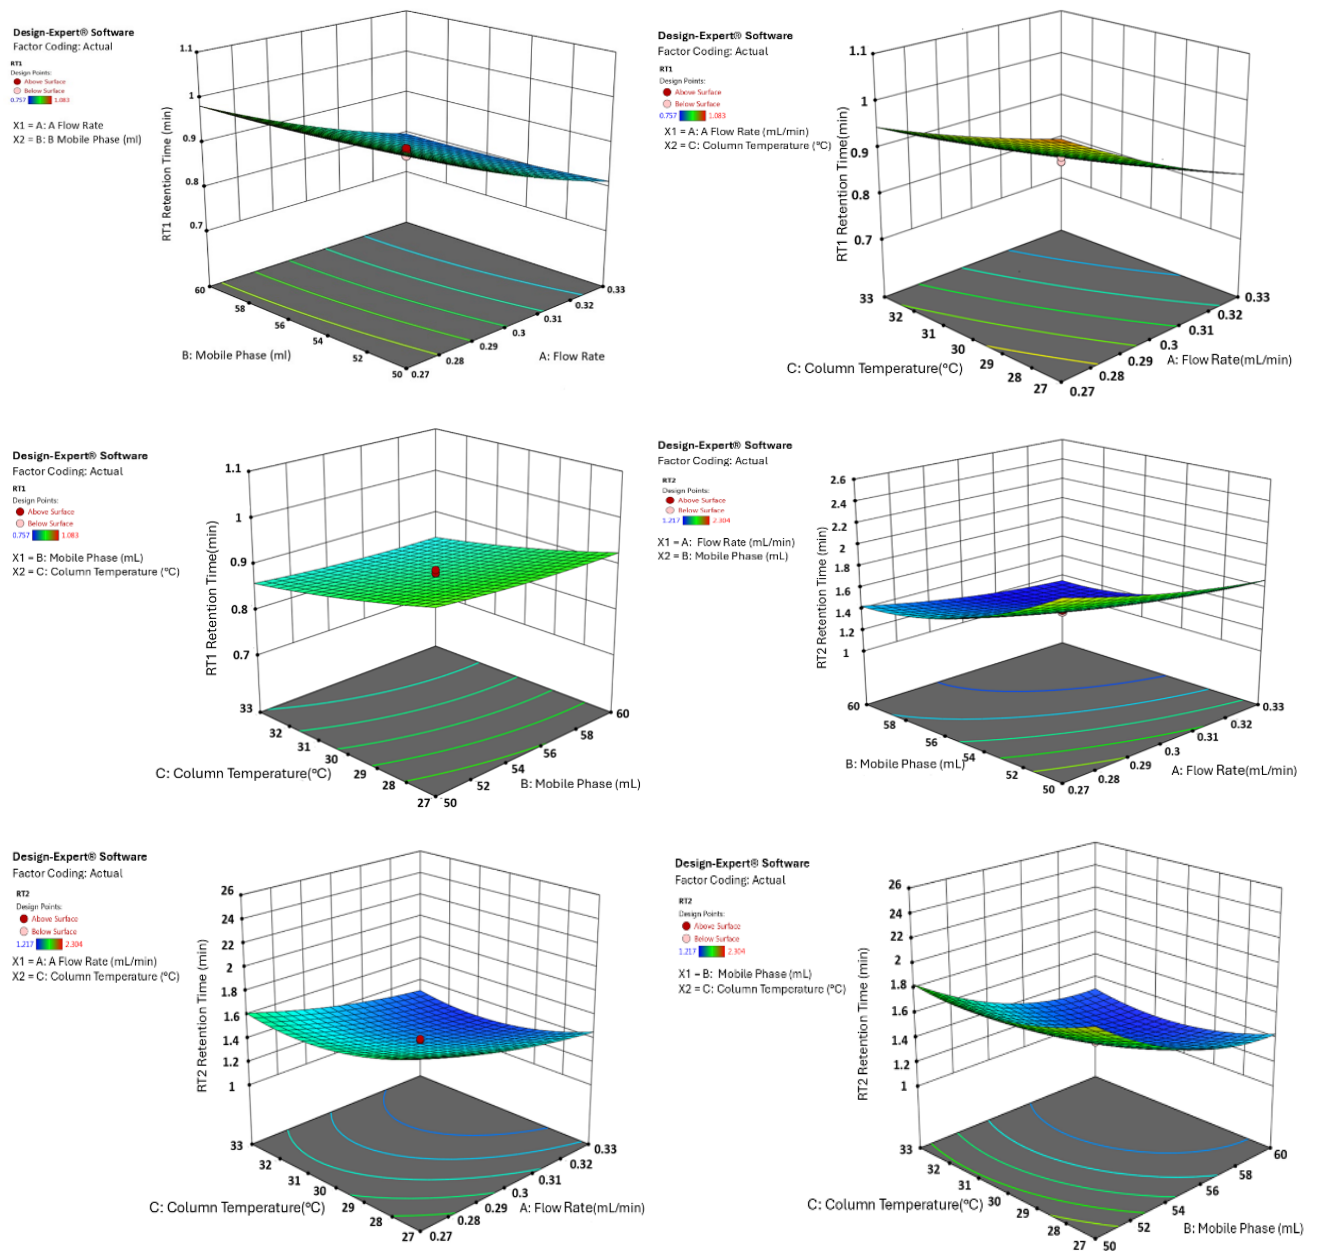 Design-Expert® Software
Factor Coding: Actual
RT1
Design Points:
Above Surface
Below Surface
0.757 1.083
X1 = A: A Flow Rate
X2 = B: B Mobile Phase (ml)
RT1 Retention Time (min)
1.1
1
0.9
0.8
0.7
60
58
56
54
52
50
B: Mobile Phase (ml)
0.27
0.28
0.29
0.3
0.31
0.32
0.33
A: Flow Rate
Design-Expert® Software
Factor Coding: Actual
RT1
Design Points:
Above Surface
Below Surface
0.757 1.083
X1 = A: A Flow Rate (mL/min)
X2 = C: Column Temperature (°C)
RT1 Retention Time(min)
1.1
1
0.9
0.8
0.7
33
32
31
30
29
28
27
C: Column Temperature(°C)
0.27
0.28
0.29
0.3
0.31
0.32
0.33
A: Flow Rate(mL/min)
Design-Expert® Software
Factor Coding: Actual
RT1
Design Points:
Above Surface
Below Surface
0.757 1.083
X1 = B: Mobile Phase (mL)
X2 = C: Column Temperature (°C)
RT1 Retention Time(min)
1.1
1
0.9
0.8
0.7
33
32
31
30
29
28
27
C: Column Temperature(°C)
50
52
54
56
58
60
B: Mobile Phase (mL)
Design-Expert® Software
Factor Coding: Actual
RT2
Design Points:
Above Surface
Below Surface
1.217 2.304
X1 = A: Flow Rate (mL/min)
X2 = B: Mobile Phase (mL)
RT2 Retention Time (min)
2.6
2.4
2.2
2
1.8
1.6
1.4
1.2
1
60
58
56
54
52
50
B: Mobile Phase (mL)
0.27
0.28
0.29
0.3
0.31
0.32
0.33
A: Flow Rate(mL/min)
Design-Expert® Software
Factor Coding: Actual
RT2
Design Points:
Above Surface
Below Surface
1.217 2.304
X1 = A: A Flow Rate (mL/min)
X2 = C: Column Temperature (°C)
RT2 Retention Time (min)
26
24
22
2
1.8
1.6
1.4
1.2
1
33
32
31
30
29
28
27
C: Column Temperature(°C)
0.27
0.28
0.29
0.3
0.31
0.32
0.33
A: Flow Rate(mL/min)
Design-Expert® Software
Factor Coding: Actual
RT2
Design Points:
Above Surface
Below Surface
1.217 2.304
X1 = B: Mobile Phase (mL)
X2 = C: Column Temperature (°C)
RT2 Retention Time (min)
26
24
22
2
1.8
1.6
1.4
1.2
1
33
32
31
30
29
28
27
C: Column Temperature(°C)
50
52
54
56
58
60
B: Mobile Phase (mL)